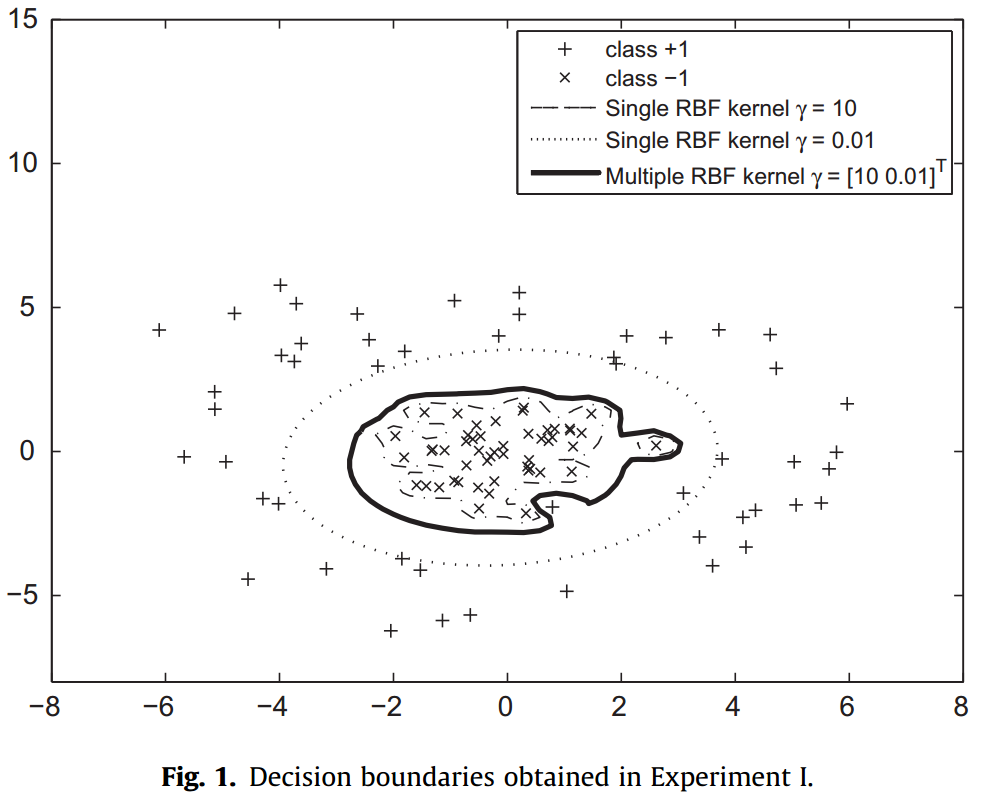 15
10
5
0
−5
−8
−6
−4
−2
0
2
4
6
8
class +1
class −1
Single RBF kernel γ = 10
Single RBF kernel γ = 0.01
Multiple RBF kernel γ = [10 0.01]ᵀ
Fig. 1. Decision boundaries obtained in Experiment I.